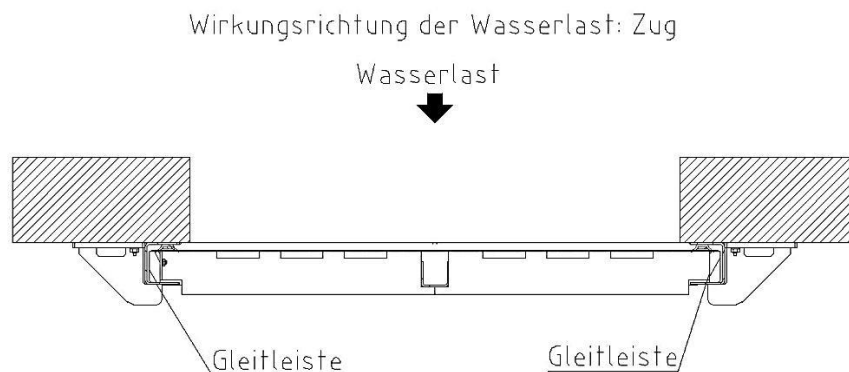 Wirkungsrichtung der Wasserlast: Zug
Wasserlast
Gleitleiste
Gleitleiste